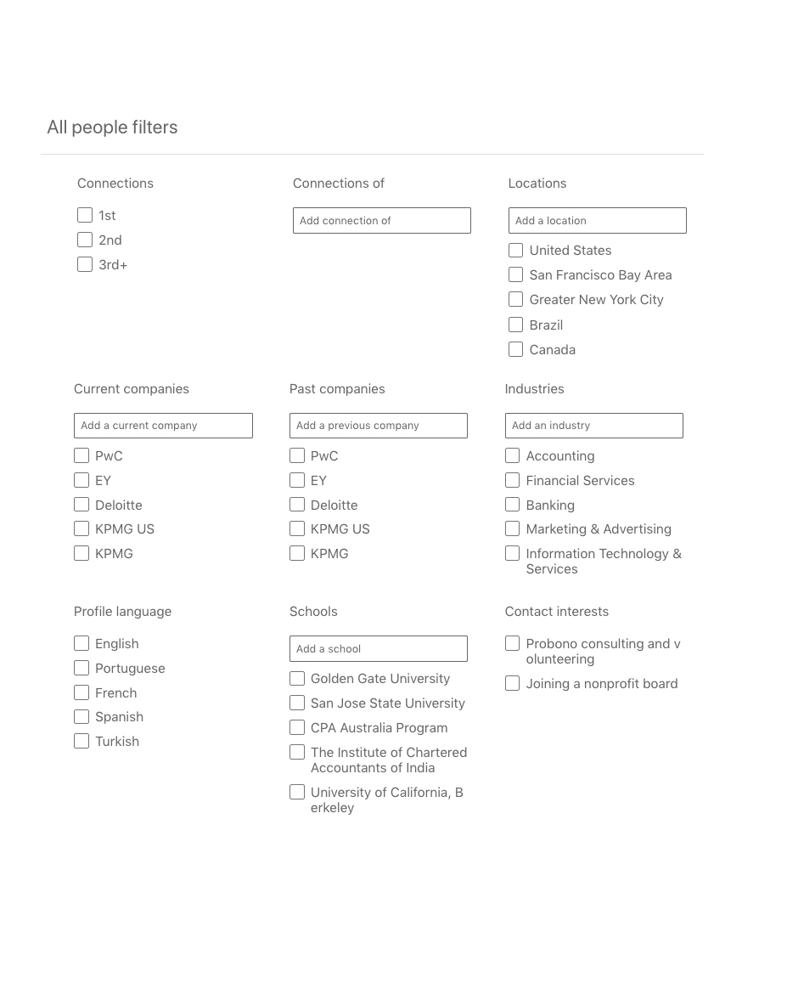 All people filters
Connections
1st
2nd
3rd+
Connections of
Add connection of
Locations
Add a location
United States
San Francisco Bay Area
Greater New York City
Brazil
Canada
Current companies
Add a current company
PwC
EY
Deloitte
KPMG US
KPMG
Past companies
Add a previous company
PwC
EY
Deloitte
KPMG US
KPMG
Industries
Add an industry
Accounting
Financial Services
Banking
Marketing & Advertising
Information Technology &
Services
Profile language
English
Portuguese
French
Spanish
Turkish
Schools
Add a school
Golden Gate University
San Jose State University
CPA Australia Program
The Institute of Chartered
Accountants of India
University of California, B
erkeley
Contact interests
Probono consulting and v
olunteering
Joining a nonprofit board